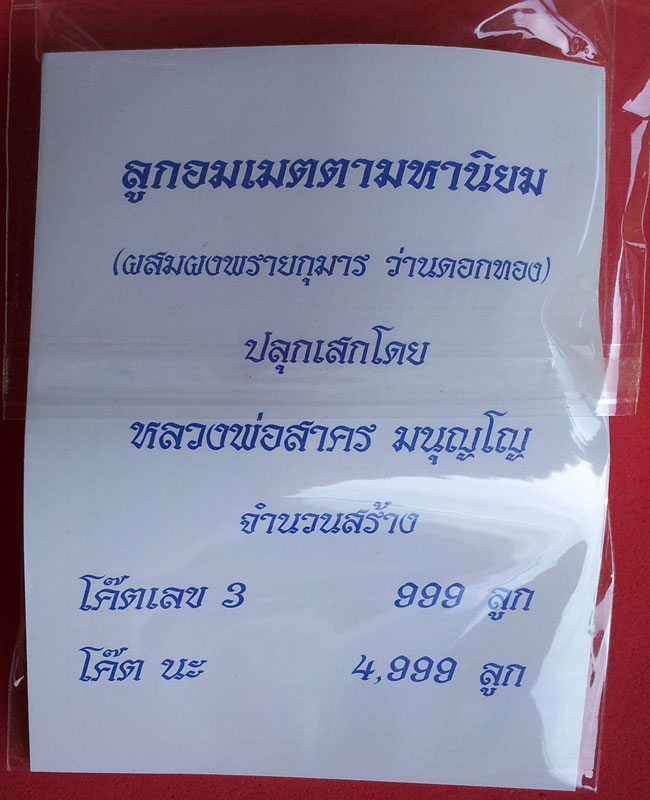 ลูกอมเมตตามหานิยม
(ผสมผงพรายกุมาร ว่านดอกทอง)
ปลุกเสกโดย
หลวงพ่อสาคร มนุญโญ
จำนวนสร้าง
โค๊ตเลข 3 999 ลูก
โค๊ต นะ 4,999 ลูก